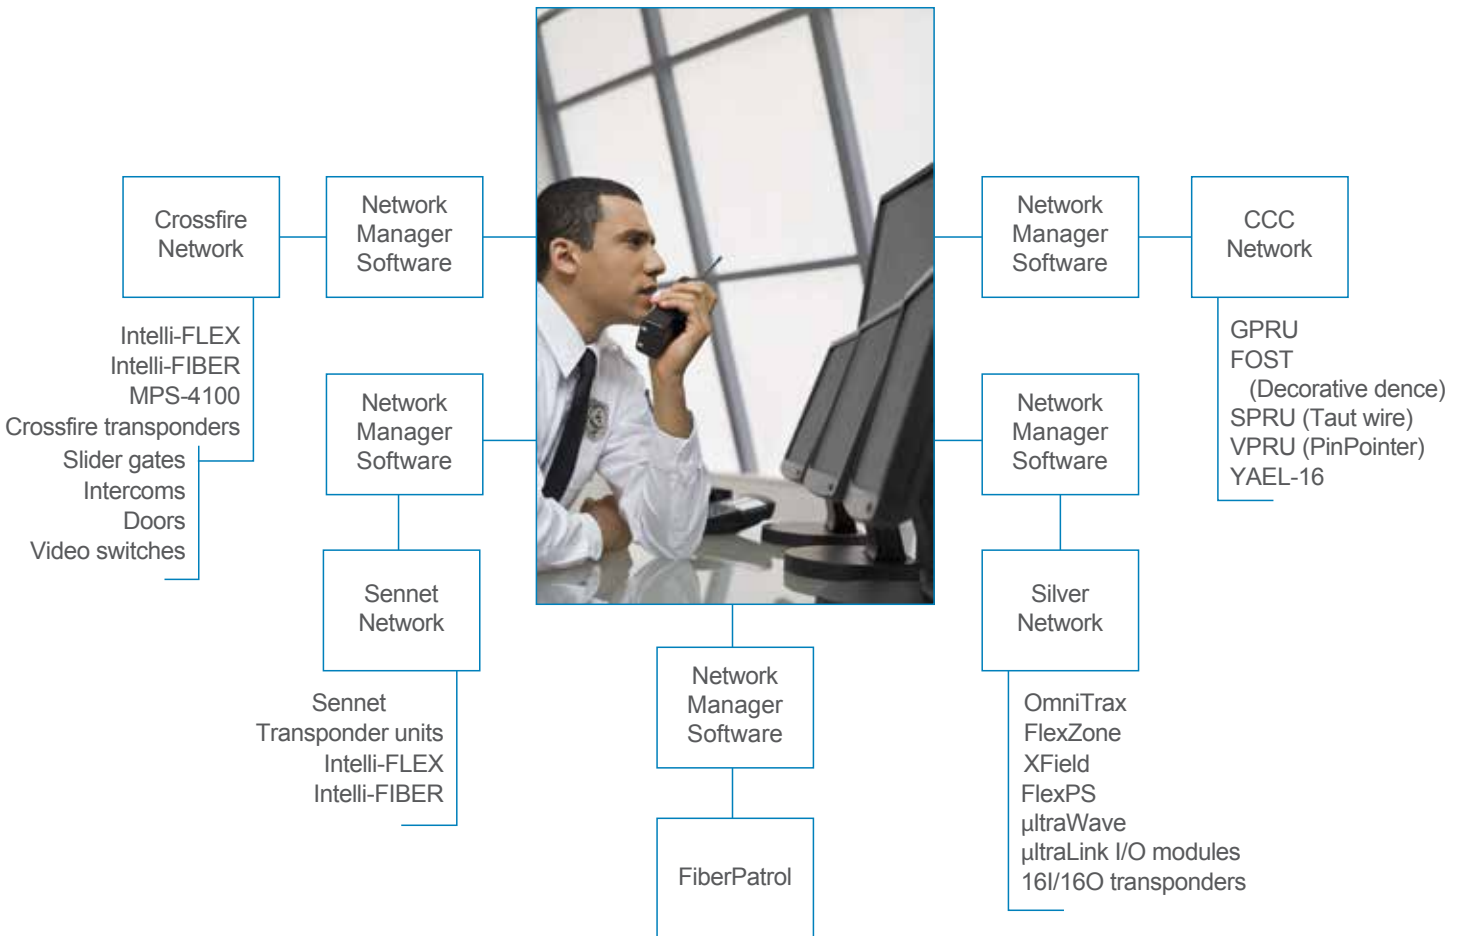 Crossfire
Network
Network
Manager
Software
Intelli-FLEX
Intelli-FIBER
MPS-4100
Crossfire transponders
Slider gates
Intercoms
Doors
Video switches
Network
Manager
Software
Sennet
Network
Sennet
Transponder units
Intelli-FLEX
Intelli-FIBER
Network
Manager
Software
FiberPatrol
Network
Manager
Software
CCC
Network
GPRU
FOST
(Decorative dence)
SPRU (Taut wire)
VPRU (PinPointer)
YAEL-16
Network
Manager
Software
Silver
Network
OmniTrax
FlexZone
XField
FlexPS
µltraWave
µltraLink I/O modules
16I/16O transponders